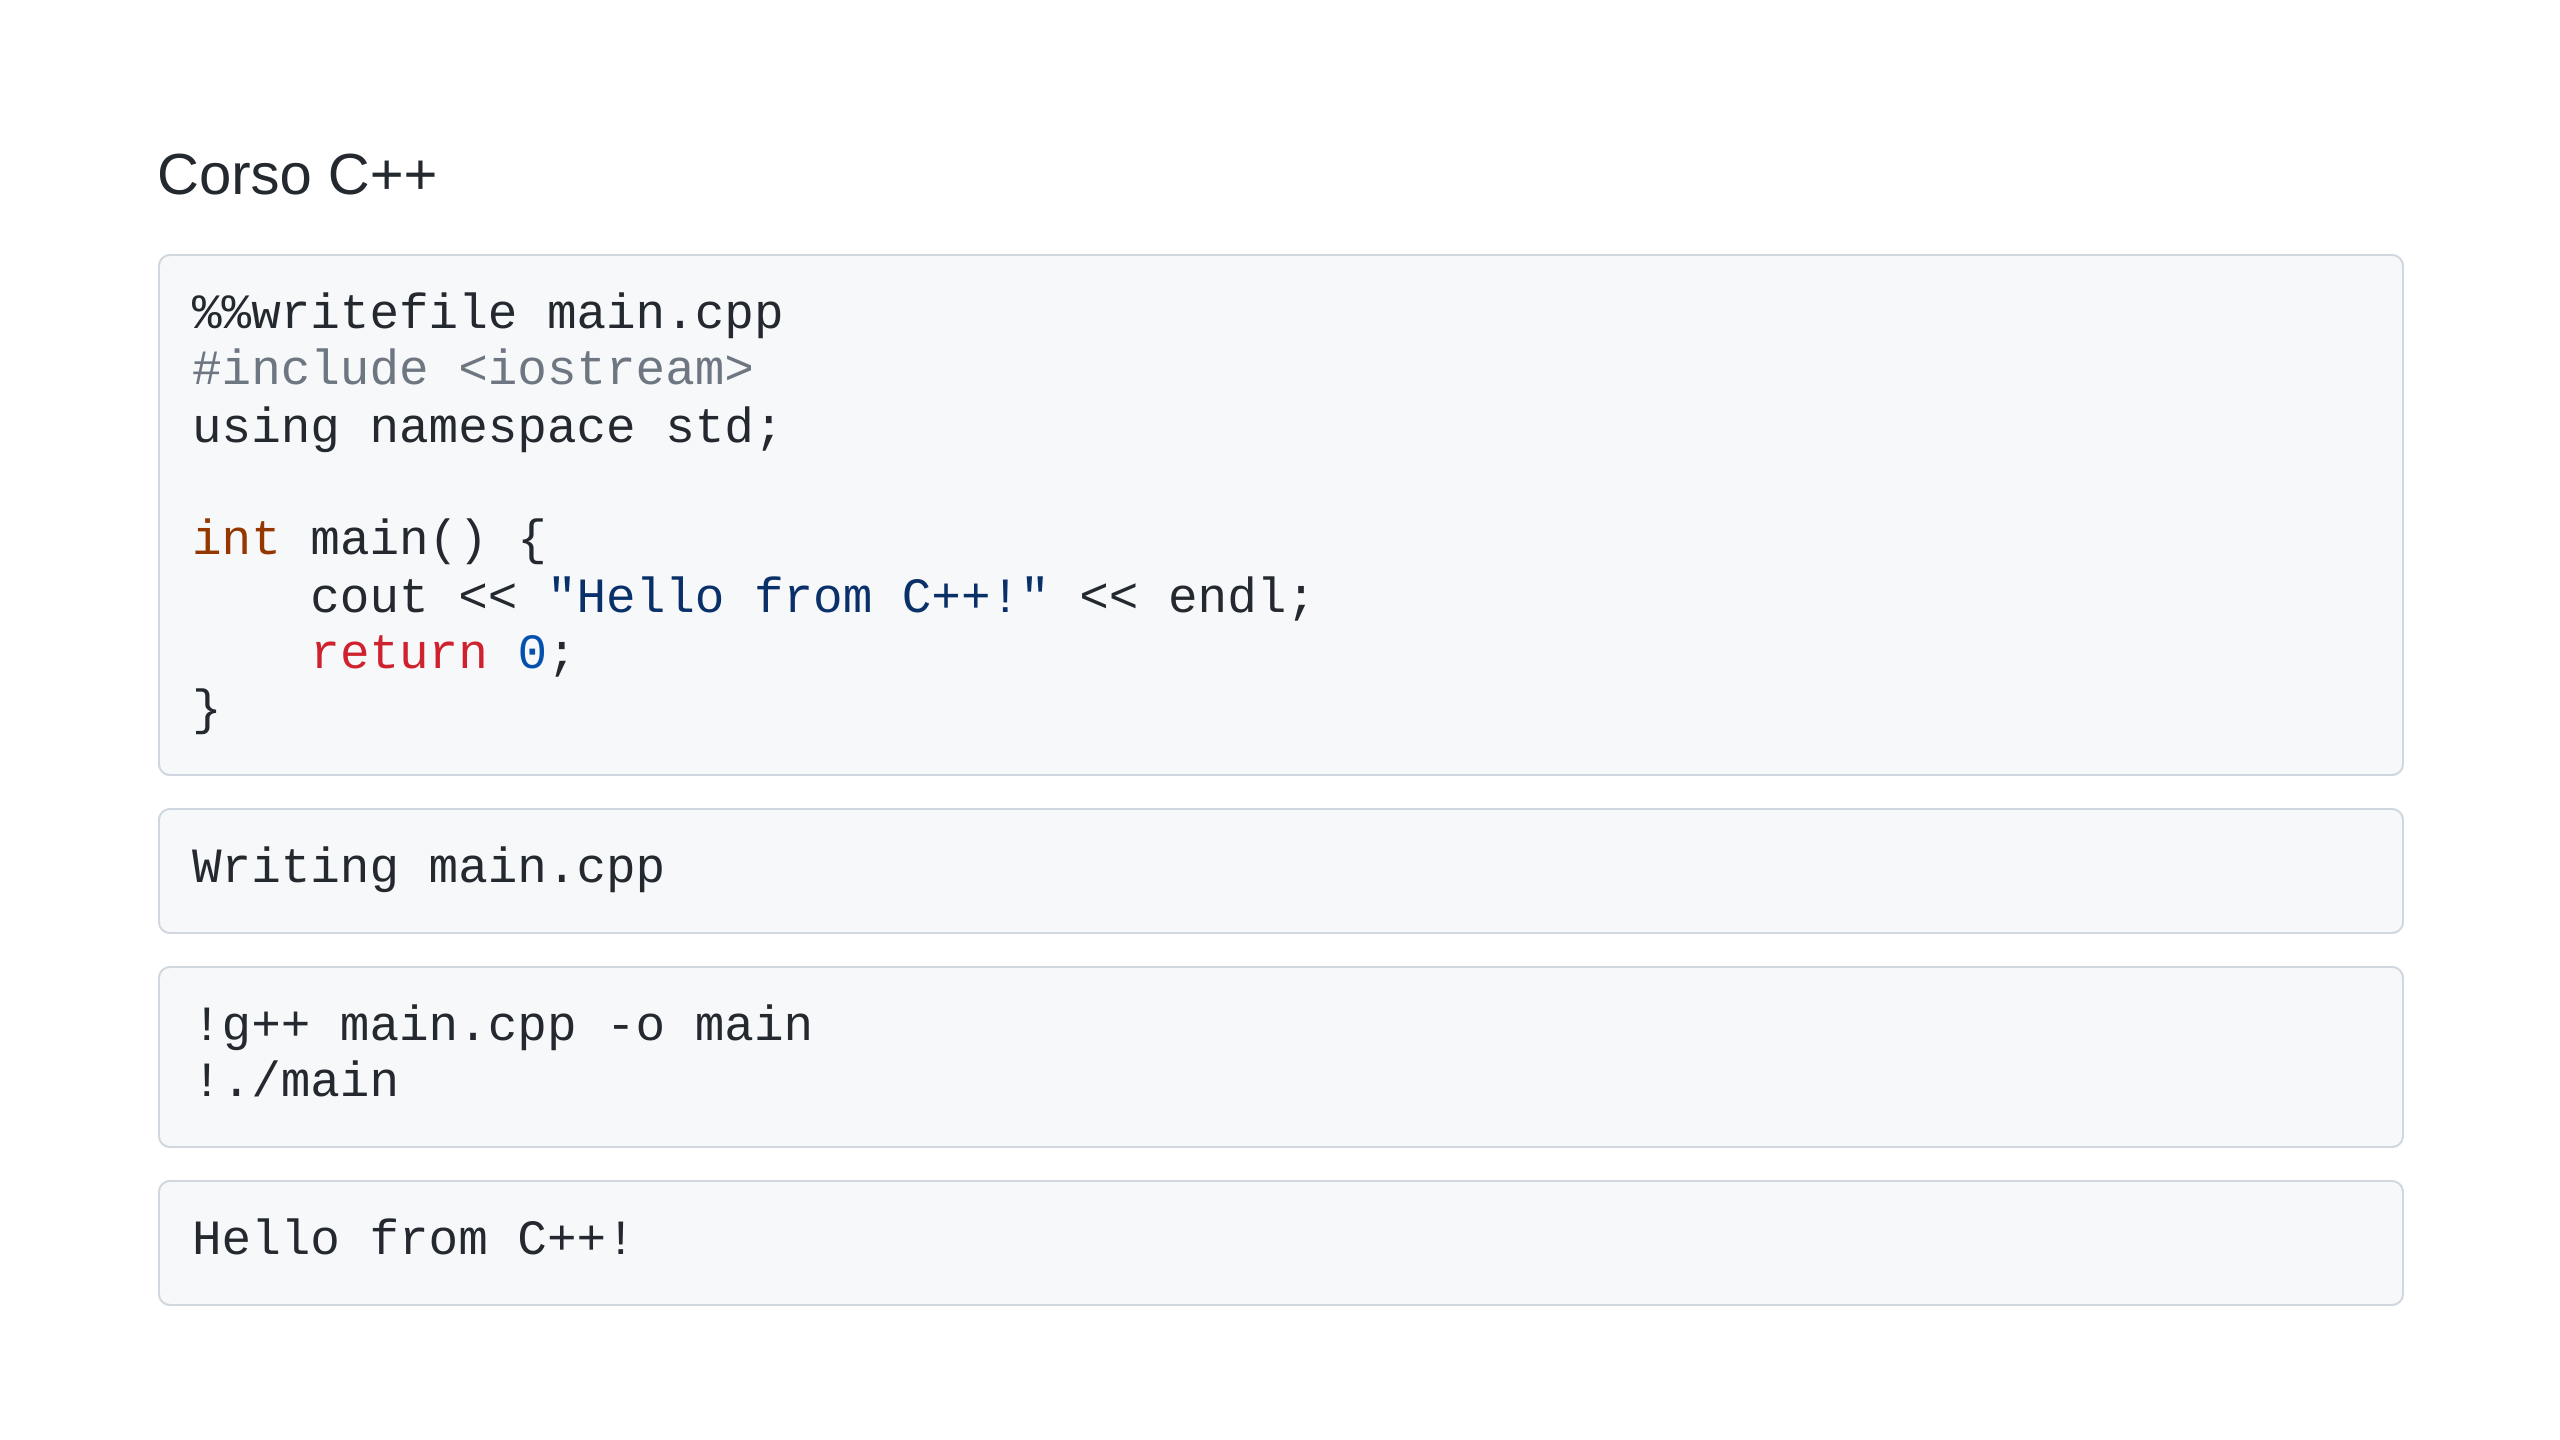 Corso C++
%%writefile main.cpp
#include <iostream>
using namespace std;

int main() {
    cout << "Hello from C++!" << endl;
    return 0;
}
Writing main.cpp
!g++ main.cpp -o main
!./main
Hello from C++!